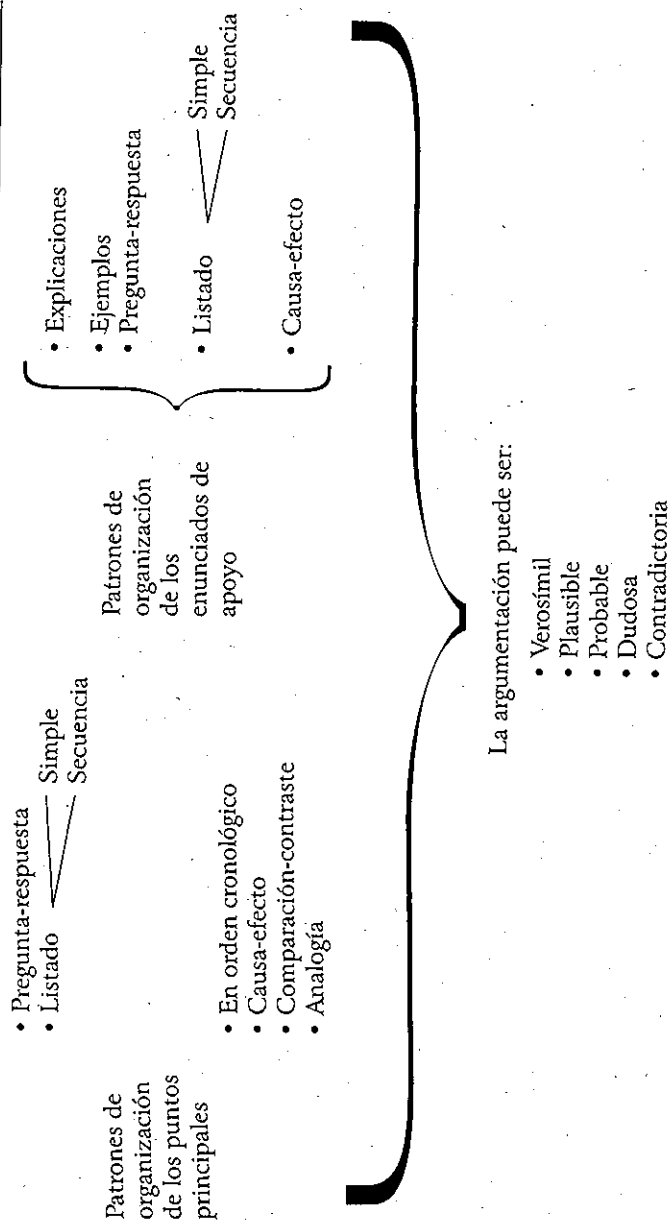 Patrones de
organización
de los puntos
principales
• Pregunta-respuesta
• Listado
Simple
Secuencia
• En orden cronológico
• Causa-efecto
• Comparación-contraste
• Analogía
Patrones de
organización
de los
enunciados de
apoyo
• Explicaciones
• Ejemplos
• Pregunta-respuesta
• Listado
Simple
Secuencia
• Causa-efecto
La argumentación puede ser:
• Verosímil
• Plausible
• Probable
• Dudosa
• Contradictoria